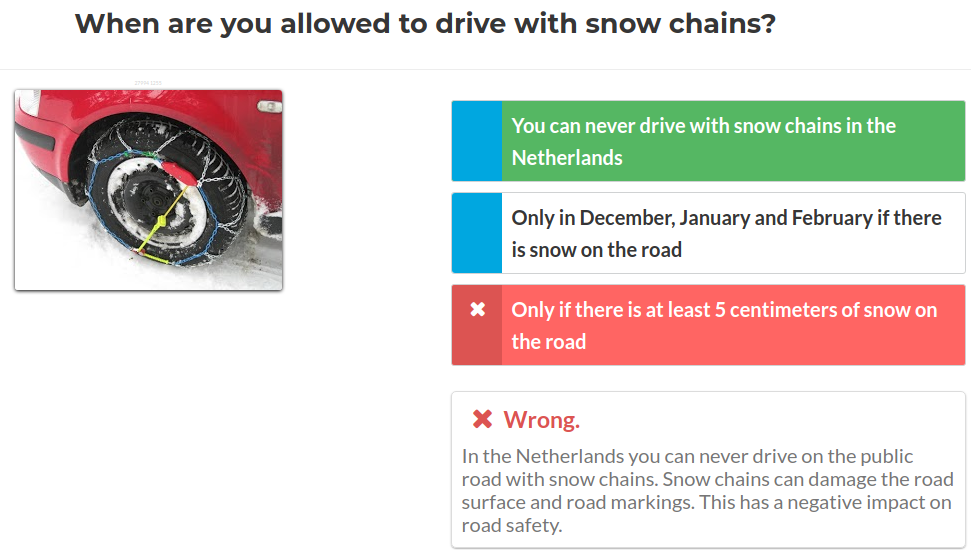 When are you allowed to drive with snow chains?
You can never drive with snow chains in the
Netherlands
Only in December, January and February if there
is snow on the road
Only if there is at least 5 centimeters of snow on
the road
Wrong.
In the Netherlands you can never drive on the public
road with snow chains. Snow chains can damage the road
surface and road markings. This has a negative impact on
road safety.